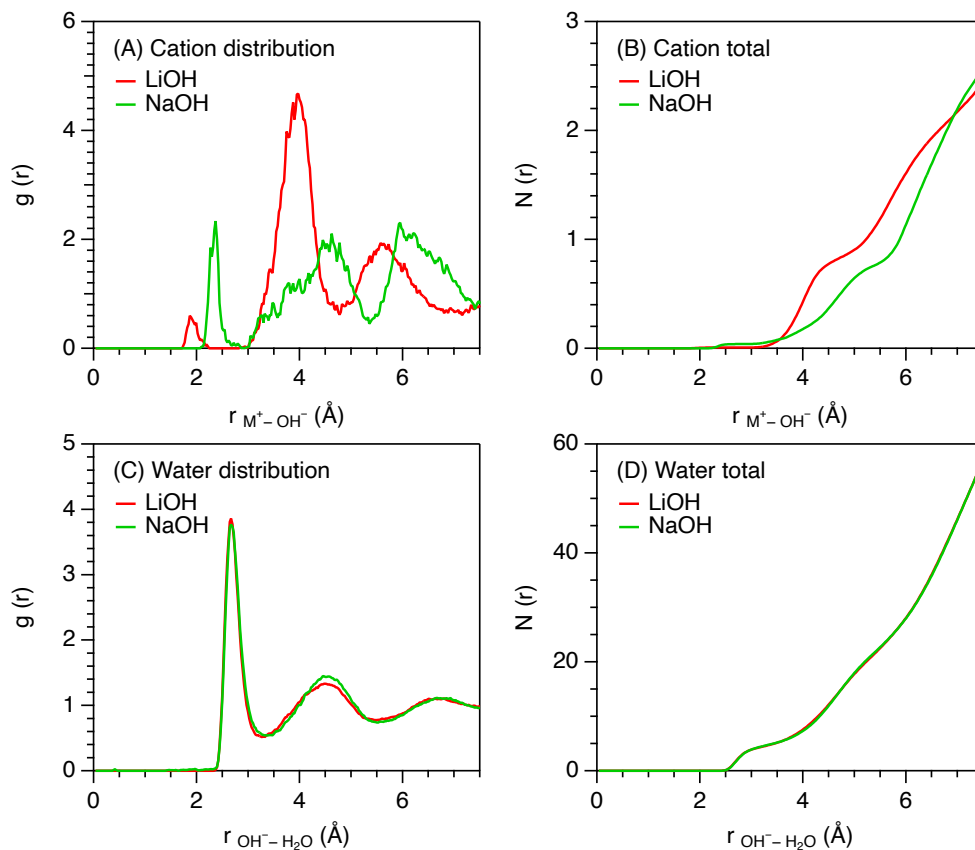 (A) Cation distribution
LiOH
NaOH
g (r)
6
4
2
0
0 2 4 6
r M⁺– OH⁻ (Å)
(B) Cation total
LiOH
NaOH
N (r)
3
2
1
0
0 2 4 6
r M⁺– OH⁻ (Å)
(C) Water distribution
LiOH
NaOH
g (r)
5
4
3
2
1
0
0 2 4 6
r OH⁻– H₂O (Å)
(D) Water total
LiOH
NaOH
N (r)
60
40
20
0
0 2 4 6
r OH⁻– H₂O (Å)